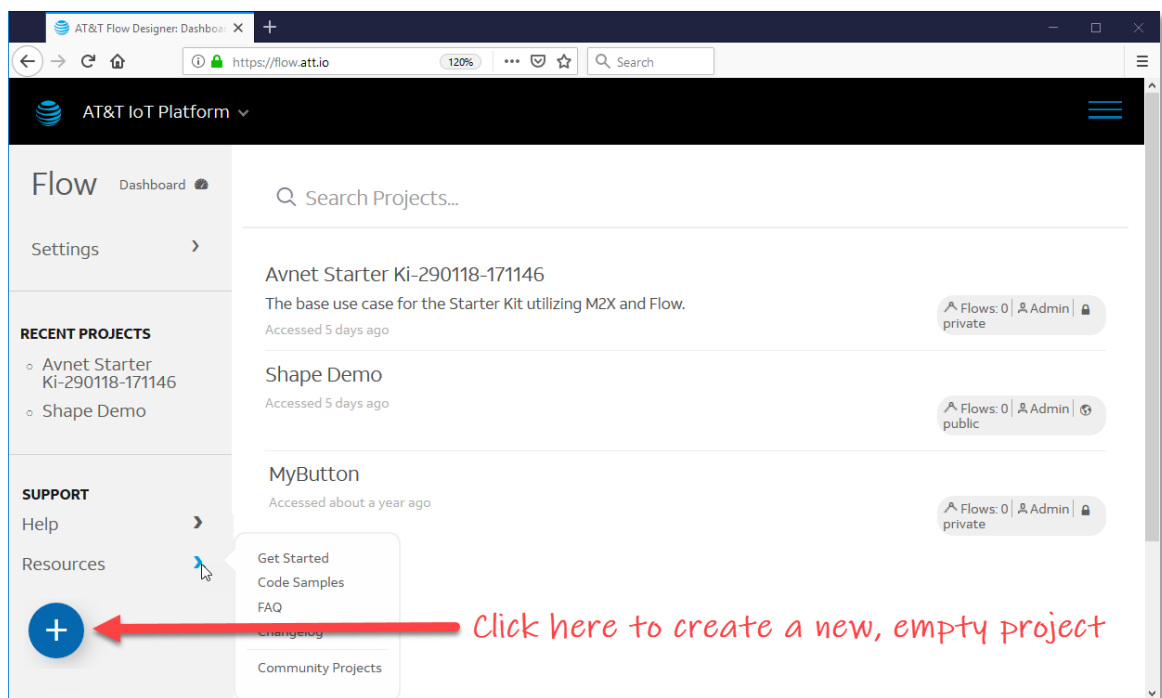 AT&T Flow Designer: Dashboar
https://flow.att.io
120%
Search
AT&T IoT Platform
Flow
Dashboard
Search Projects...
Settings
Avnet Starter Ki-290118-171146
The base use case for the Starter Kit utilizing M2X and Flow.
Accessed 5 days ago
Flows: 0 Admin
private
RECENT PROJECTS
Avnet Starter
Ki-290118-171146
Shape Demo
Shape Demo
Accessed 5 days ago
Flows: 0 Admin
public
MyButton
Accessed about a year ago
Flows: 0 Admin
private
SUPPORT
Help
Resources
Get Started
Code Samples
FAQ
Changelog
Community Projects
Click here to create a new, empty project